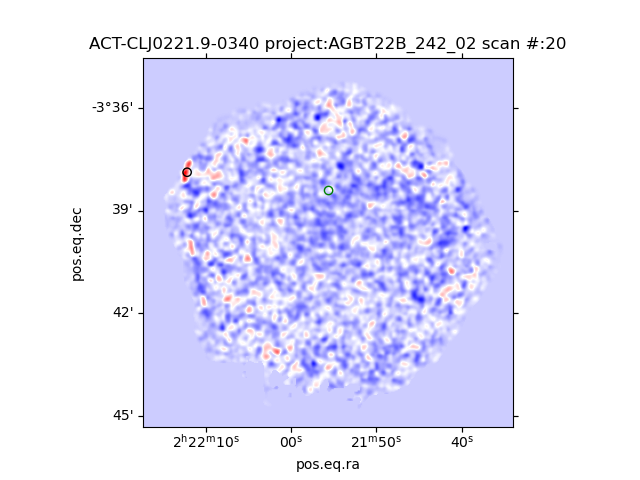 ACT-CLJ0221.9-0340 project:AGBT22B_242_02 scan #:20
-3°36'
39'
42'
45'
pos.eq.dec
2ʰ22ᵐ10ˢ 00ˢ 21ᵐ50ˢ 40ˢ
pos.eq.ra